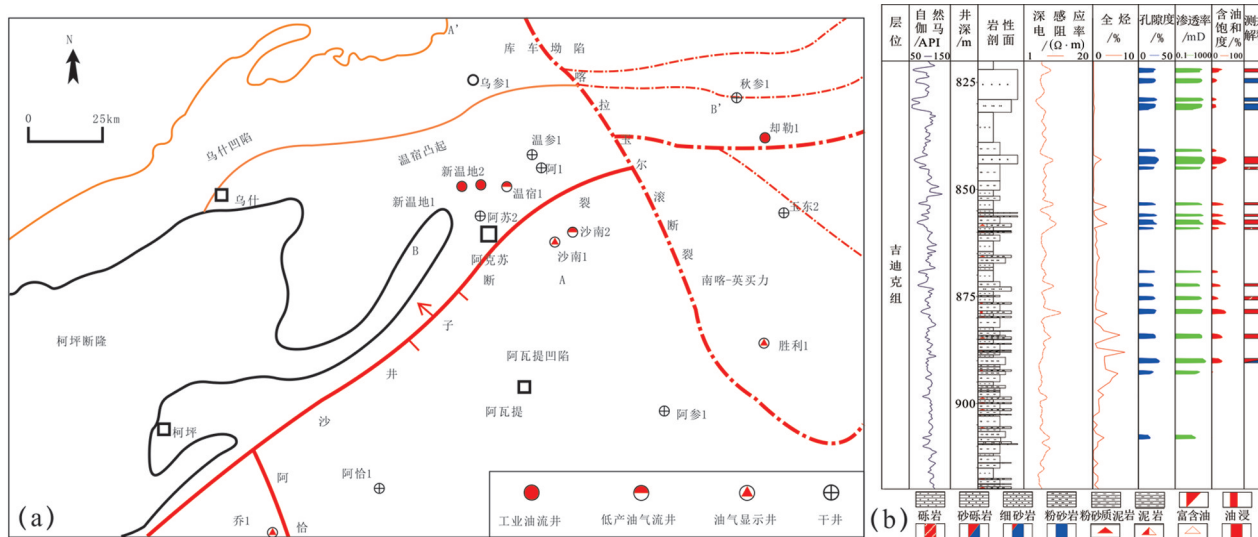 N
0 25km
A'
库车坳陷
乌参1
秋参1
B'
喀
拉
玉
尔
滚
断
裂
却勒1
乌什凹陷
温宿凸起
温参1
阿1
新温地2
温宿1
乌什
新温地1
阿苏2
玉东2
B
阿克苏
沙南2
沙南1
裂
断
A
南喀-英买力
柯坪断隆
子
井
沙
阿瓦提凹陷
胜利1
阿瓦提
阿参1
柯坪
阿恰1
阿
恰
乔1
(a)
工业油流井 低产油气流井 油气显示井 干井
层位
自然伽马/API
50-150
井深/m
岩性剖面
深感应电阻率/(Ω·m)
1 20
全烃/%
0 10
孔隙度/%
0 50
渗透率/mD
0.1 1000
含油饱和度/%
0 100
吉迪克组
825
850
875
900
(b)
砾岩 砂砾岩 细砂岩 粉砂岩 粉砂质泥岩 泥岩 富含油 油浸